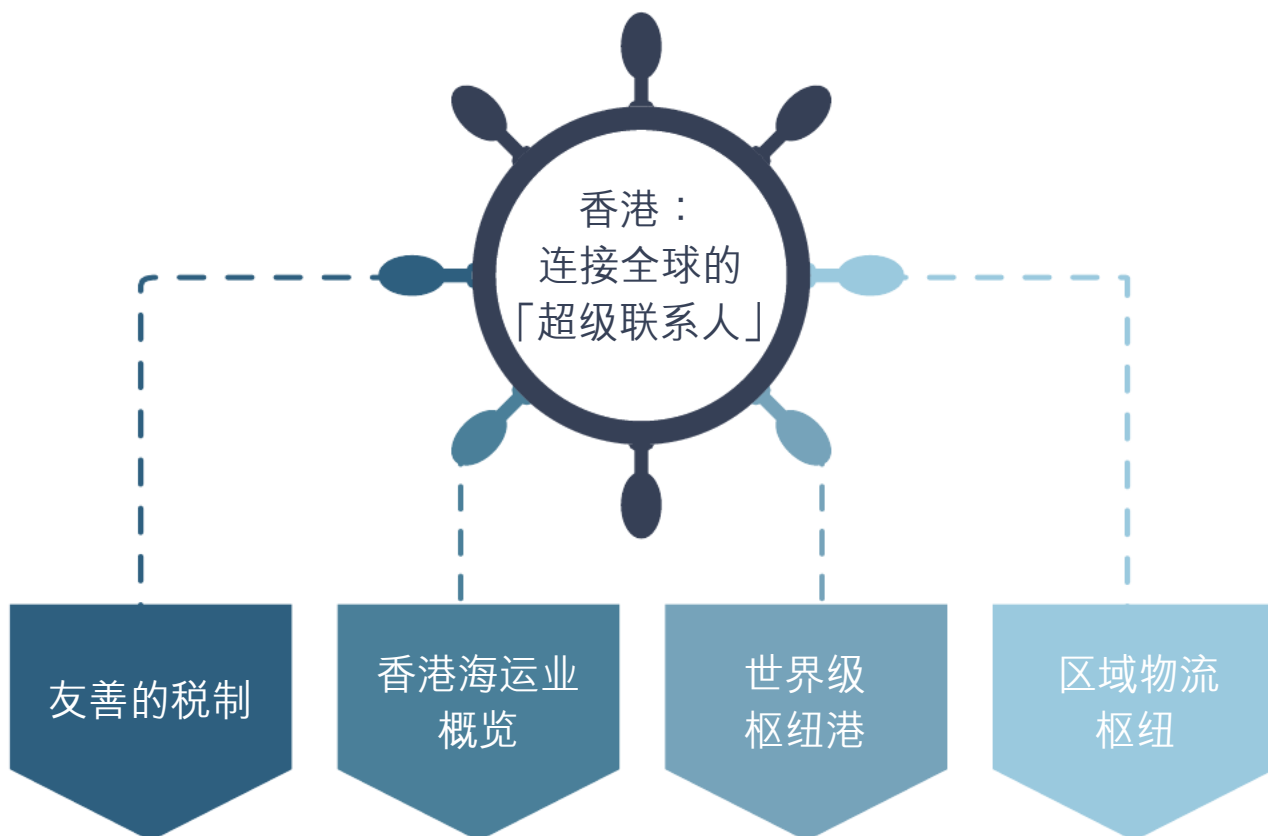 香港：
连接全球的
「超级联系人」
友善的税制
香港海运业
概览
世界级
枢纽港
区域物流
枢纽